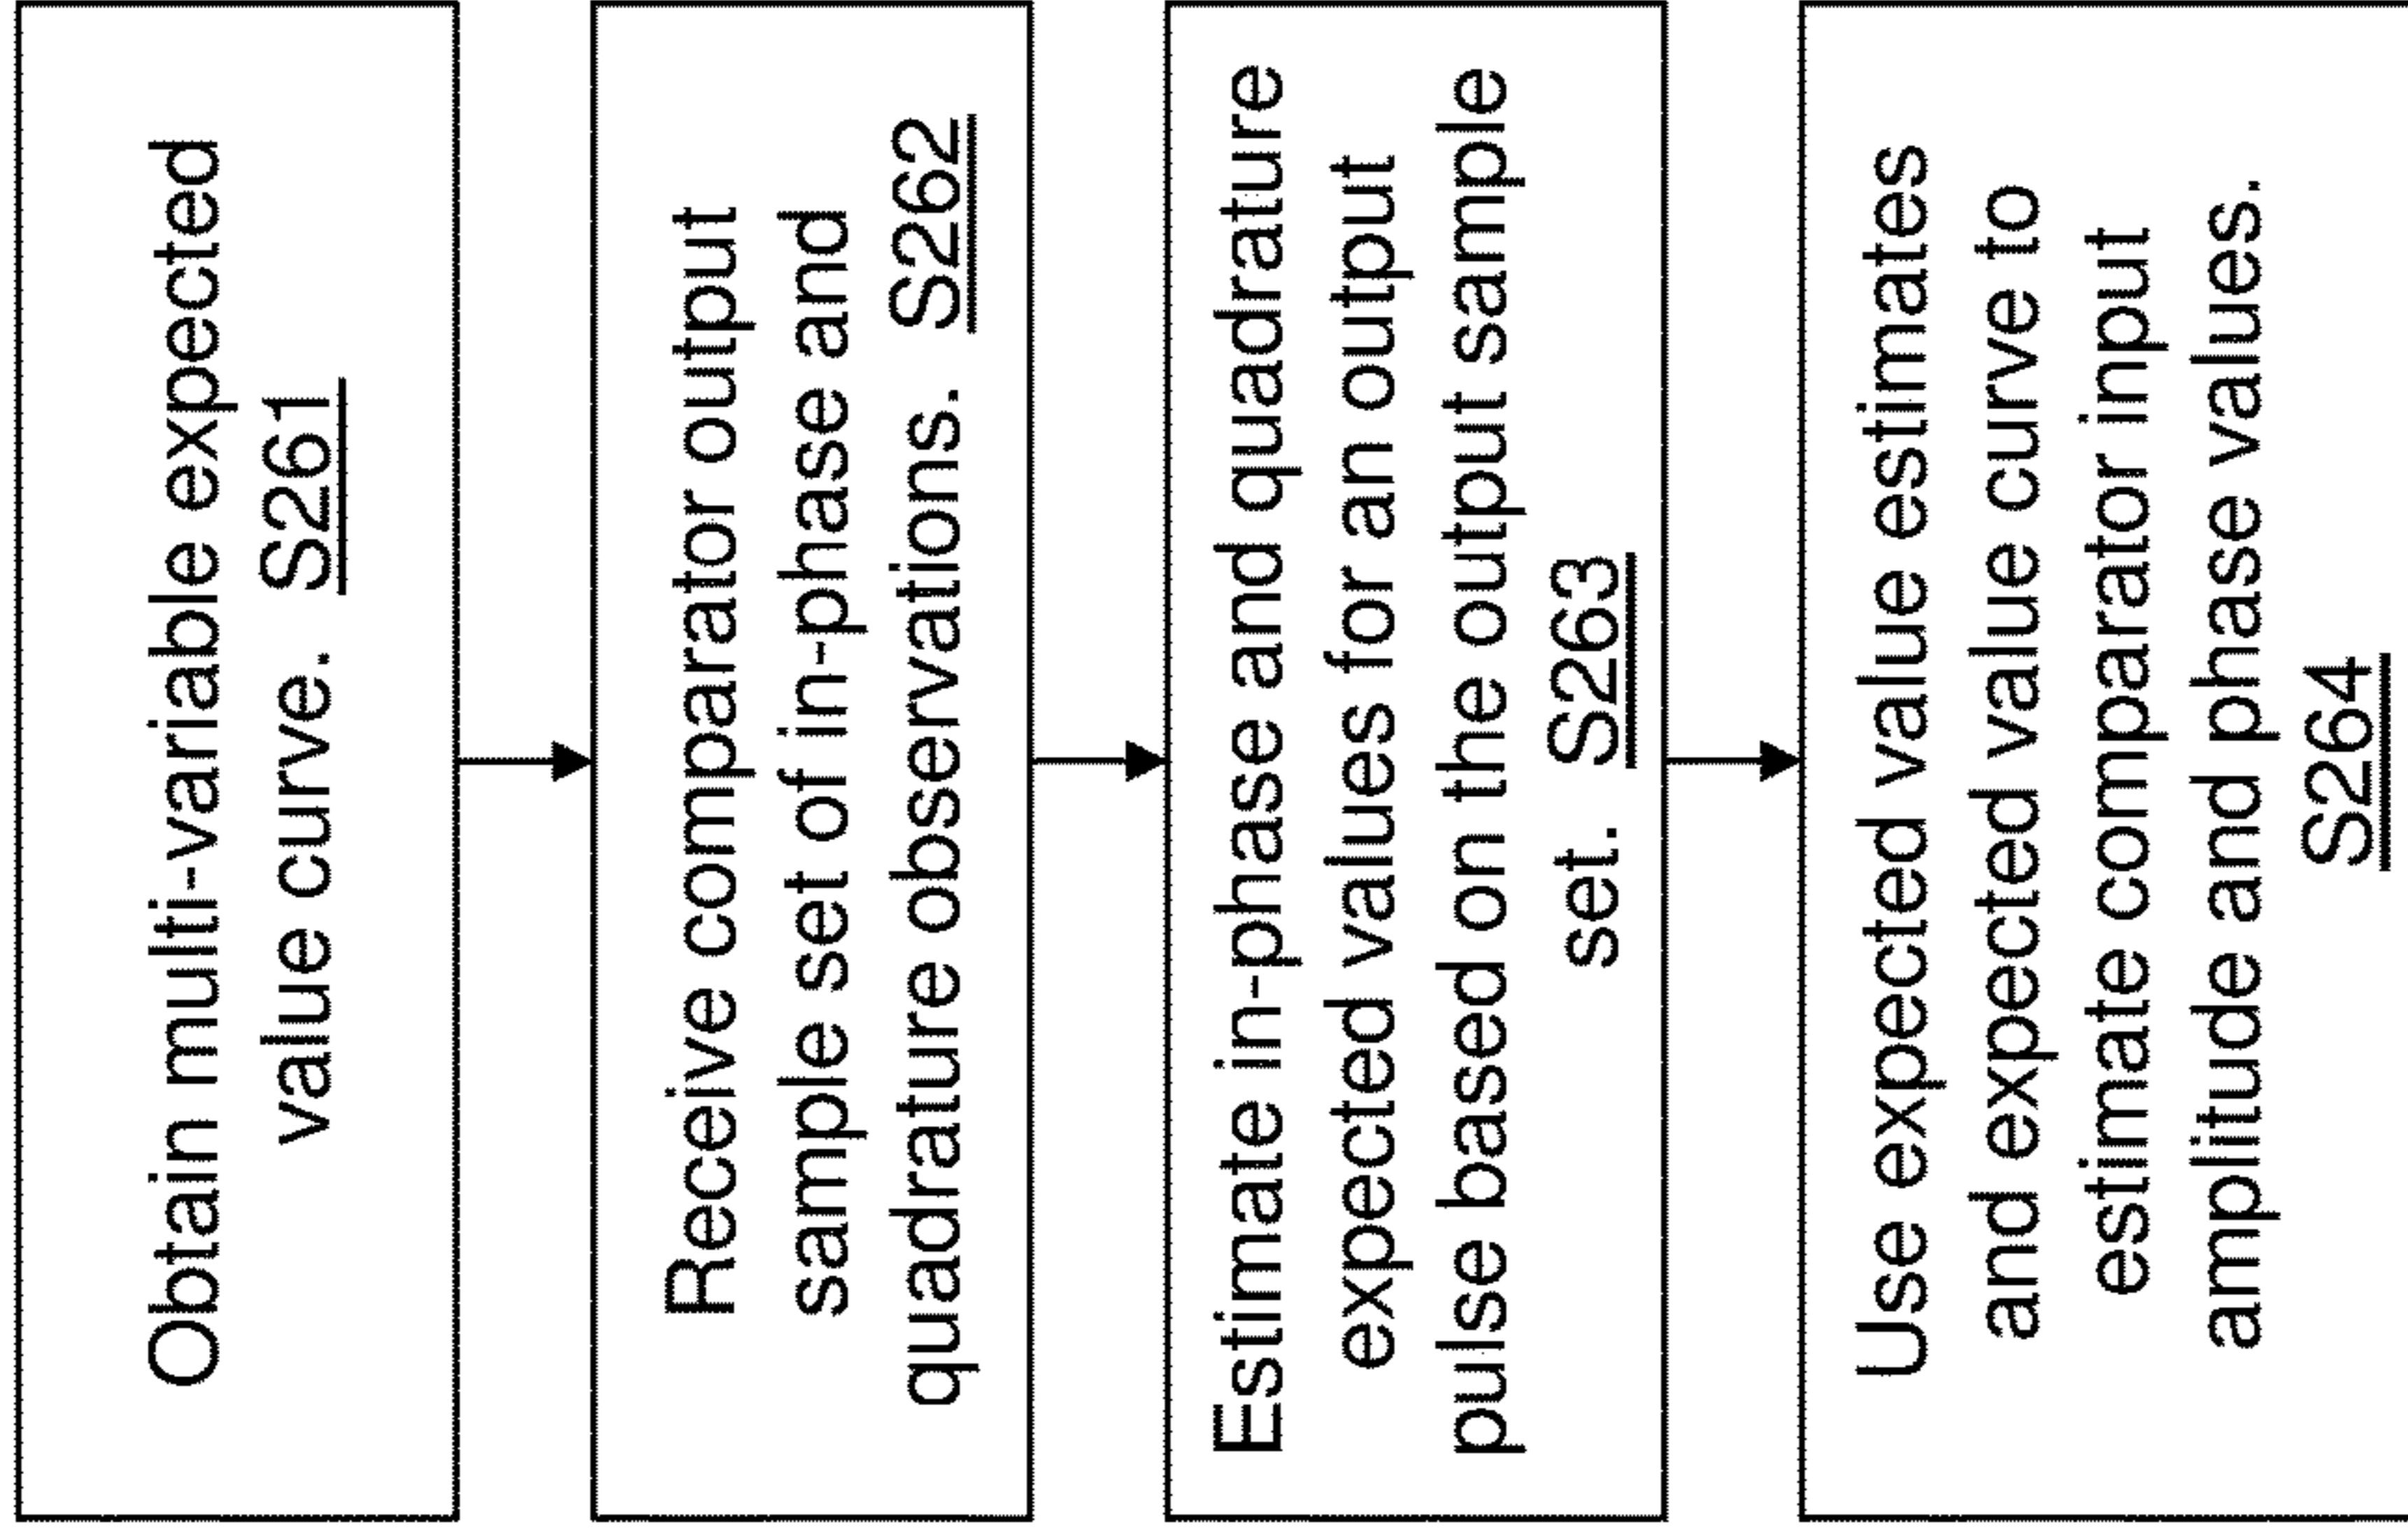 Obtain multi-variable expected
value curve. S261
Receive comparator output
sample set of in-phase and
quadrature observations. S262
Estimate in-phase and quadrature
expected values for an output
pulse based on the output sample
set. S263
Use expected value estimates
and expected value curve to
estimate comparator input
amplitude and phase values.
S264